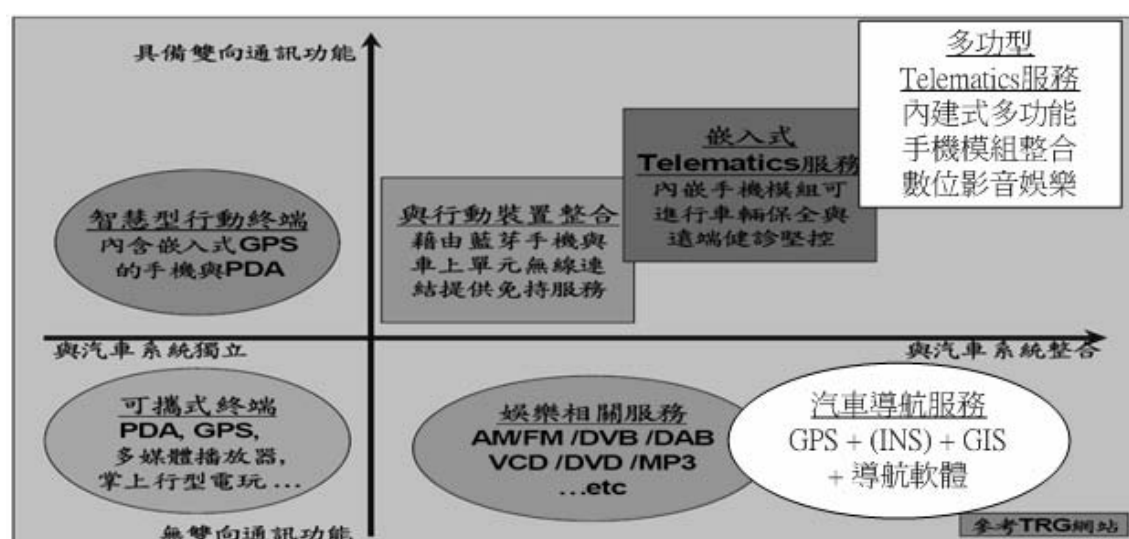 具備雙向通訊功能
多功型
Telematics服務
內建式多功能
手機模組整合
數位影音娛樂
嵌入式
Telematics服務
內嵌手機模組可
進行車輛保全與
遠端健診堅控
與行動裝置整合
藉由藍芽手機與
車上單元無線連
結提供免持服務
智慧型行動終端
內含嵌入式GPS
的手機與PDA
與汽車系統獨立
與汽車系統整合
可攜式終端
PDA, GPS,
多媒體播放器,
掌上行型電玩...
娛樂相關服務
AM/FM /DVB /DAB
VCD /DVD /MP3
...etc
汽車導航服務
GPS + (INS) + GIS
+ 導航軟體
無雙向通訊功能
參考TRG網站